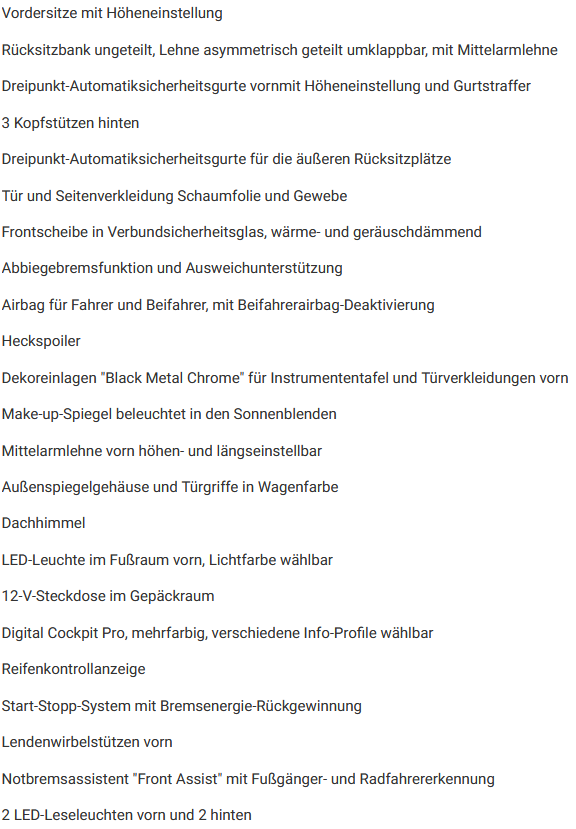 Vordersitze mit Höheneinstellung
Rücksitzbank ungeteilt, Lehne asymmetrisch geteilt umklappbar, mit Mittelarmlehne
Dreipunkt-Automatiksicherheitsgurte vornmit Höheneinstellung und Gurtstraffer
3 Kopfstützen hinten
Dreipunkt-Automatiksicherheitsgurte für die äußeren Rücksitzplätze
Tür und Seitenverkleidung Schaumfolie und Gewebe
Frontscheibe in Verbundsicherheitsglas, wärme- und geräuschdämmend
Abbiegebremsfunktion und Ausweichunterstützung
Airbag für Fahrer und Beifahrer, mit Beifahrerairbag-Deaktivierung
Heckspoiler
Dekoreinlagen "Black Metal Chrome" für Instrumententafel und Türverkleidungen vorn
Make-up-Spiegel beleuchtet in den Sonnenblenden
Mittelarmlehne vorn höhen- und längseinstellbar
Außenspiegelgehäuse und Türgriffe in Wagenfarbe
Dachhimmel
LED-Leuchte im Fußraum vorn, Lichtfarbe wählbar
12-V-Steckdose im Gepäckraum
Digital Cockpit Pro, mehrfarbig, verschiedene Info-Profile wählbar
Reifenkontrollanzeige
Start-Stopp-System mit Bremsenergie-Rückgewinnung
Lendenwirbelstützen vorn
Notbremsassistent "Front Assist" mit Fußgänger- und Radfahrererkennung
2 LED-Leseleuchten vorn und 2 hinten